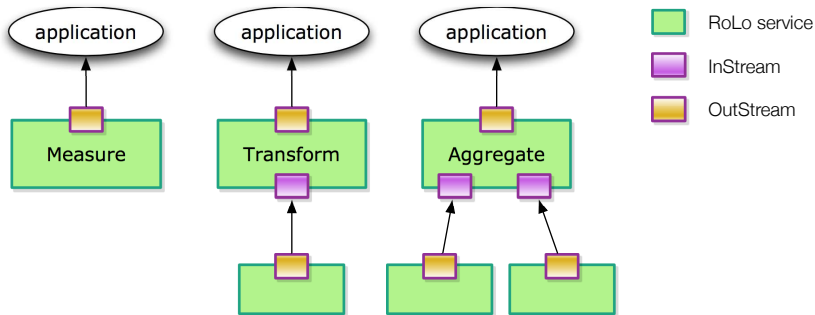 application
application
application
RoLo service
InStream
OutStream
Measure
Transform
Aggregate